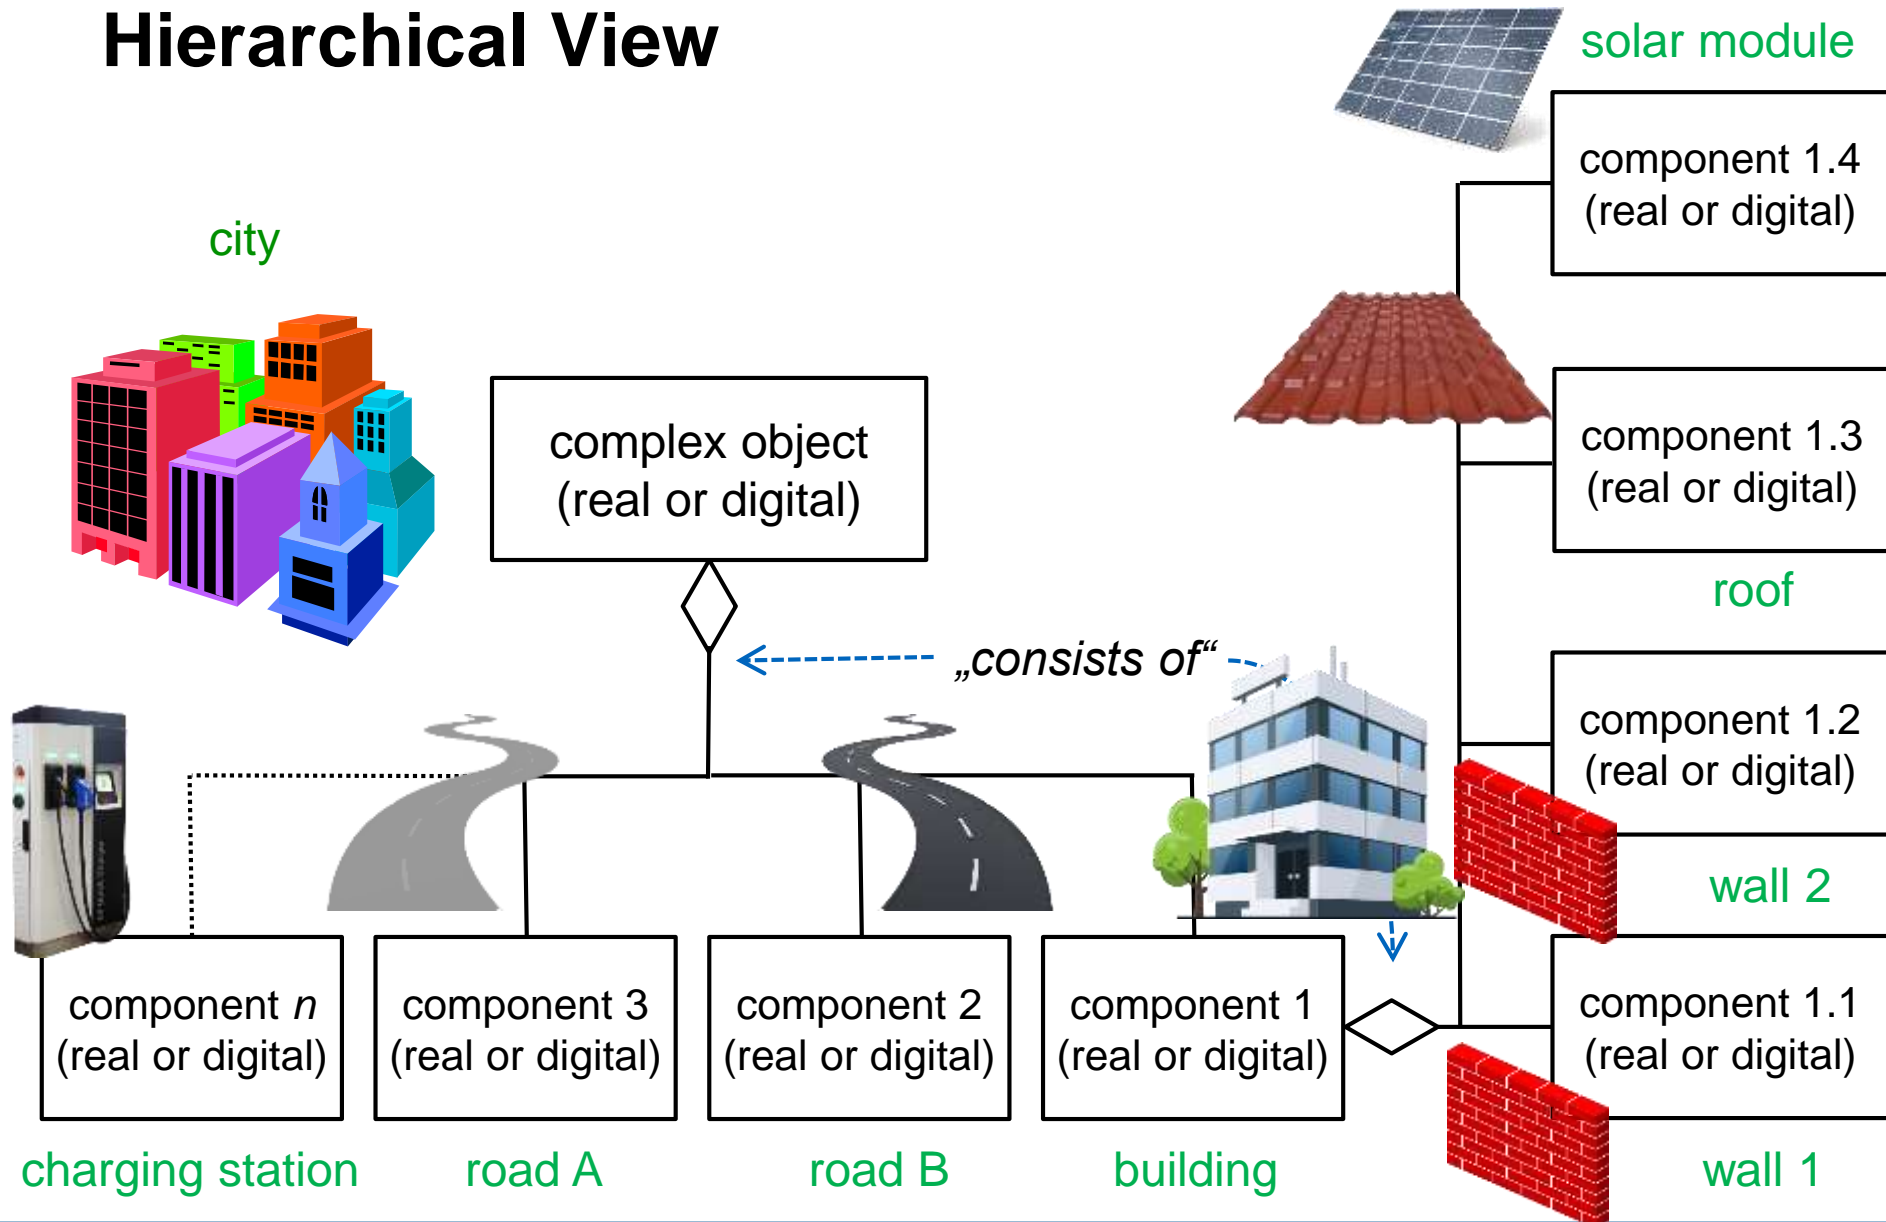 Hierarchical View
solar module
component 1.4
(real or digital)
city
complex object
(real or digital)
component 1.3
(real or digital)
roof
„consists of“
component 1.2
(real or digital)
wall 2
component n
(real or digital)
component 3
(real or digital)
component 2
(real or digital)
component 1
(real or digital)
component 1.1
(real or digital)
charging station
road A
road B
building
wall 1